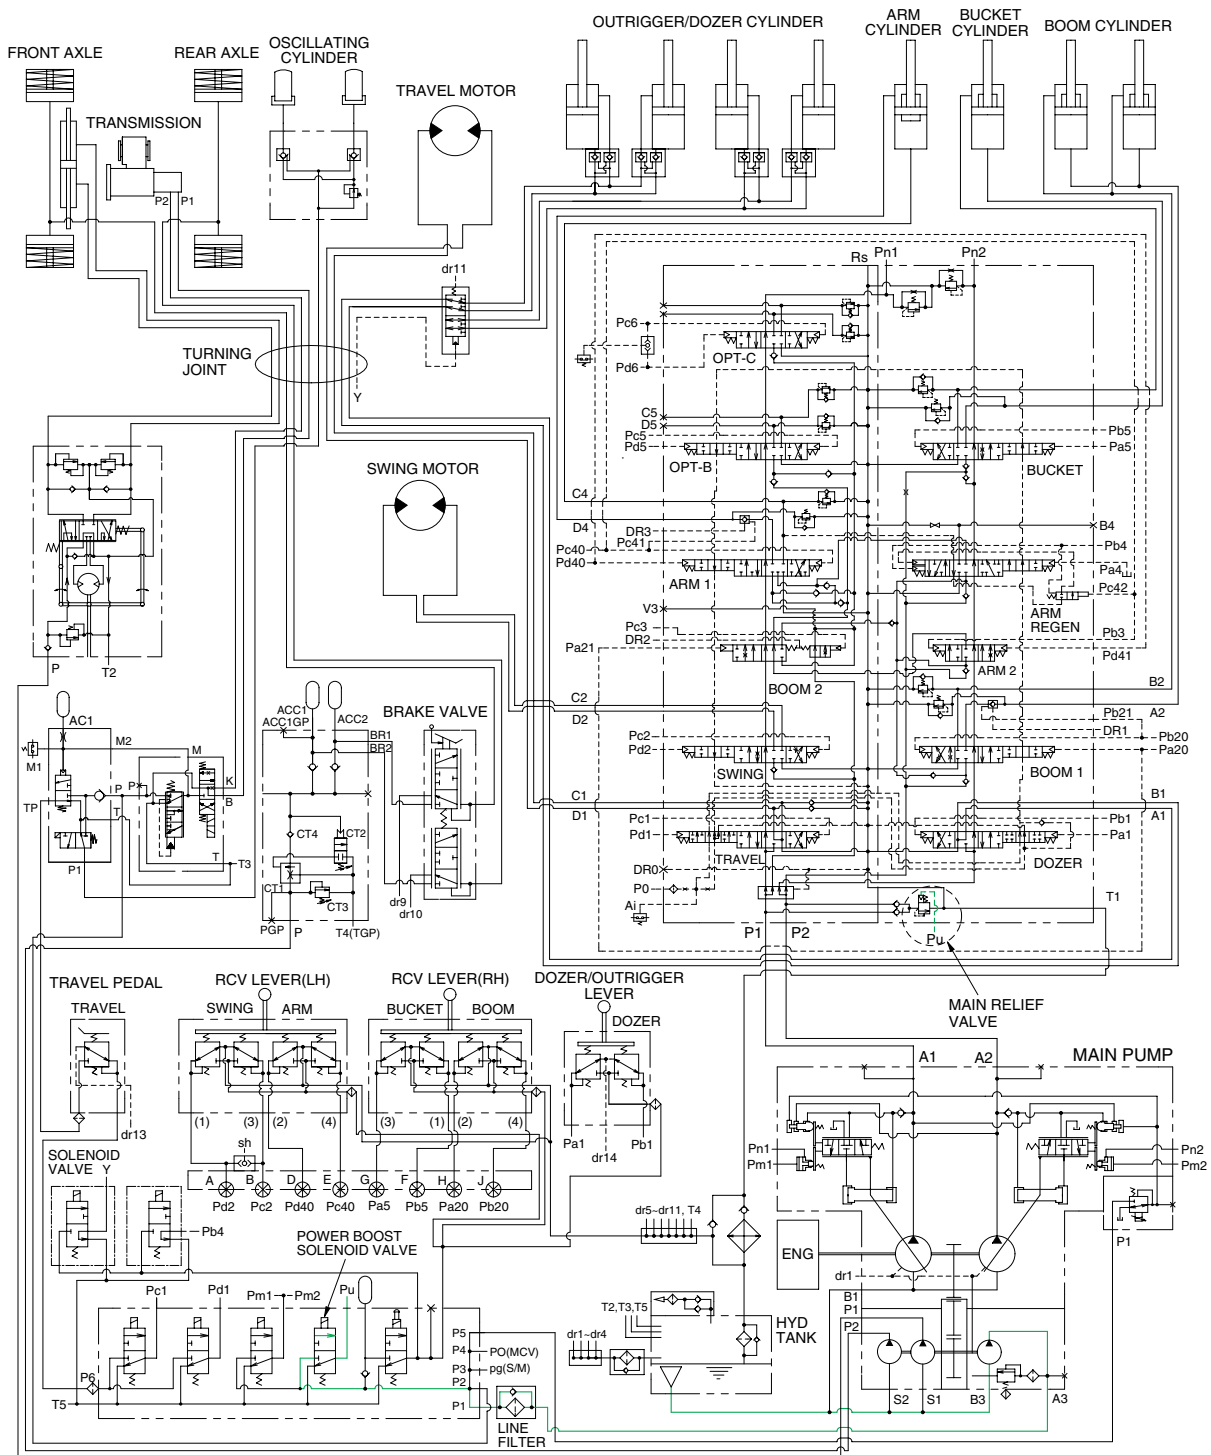 OUTRIGGER/DOZER CYLINDER
ARM
CYLINDER
BUCKET
CYLINDER
BOOM CYLINDER
FRONT AXLE
REAR AXLE
OSCILLATING
CYLINDER
TRAVEL MOTOR
TRANSMISSION
P2 P1
dr11
Rs
Pn1
Pn2
TURNING
JOINT
Y
Pc6
Pd6
OPT-C
C5
D5
Pc5
Pd5
OPT-B
Pb5
Pa5
BUCKET
SWING MOTOR
C4
D4
DR3
Pc41
Pc40
Pd40
ARM 1
B4
Pb4
Pa4
Pc42
ARM
REGEN
V3
Pc3
DR2
Pa21
BOOM 2
Pb3
Pd41
ARM 2
P
T2
C2
D2
Pc2
Pd2
SWING
B2
Pb21
A2
DR1
Pb20
Pa20
BOOM 1
AC1
M2
M1
M
P
P
K
B
TP
T
T
T3
P1
ACC1
ACC1GP
ACC2
BR1
BR2
CT4
CT2
CT1
CT3
PGP
P
T4(TGP)
BRAKE VALVE
dr9
dr10
C1
D1
Pc1
Pd1
TRAVEL
B1
A1
Pb1
Pa1
DOZER
DR0
P0
Ai
T1
P1
P2
Pu
MAIN RELIEF
VALVE
TRAVEL PEDAL
TRAVEL
dr13
RCV LEVER(LH)
SWING
ARM
(1) (3) (2) (4)
sh
RCV LEVER(RH)
BUCKET
BOOM
(3) (1) (2) (4)
DOZER/OUTRIGGER
LEVER
DOZER
Pa1
Pb1
dr14
A B D E G F H J
Pd2 Pc2 Pd40 Pc40 Pa5 Pb5 Pa20 Pb20
A1
A2
MAIN PUMP
Pn1
Pm1
Pn2
Pm2
P1
SOLENOID
VALVE
Y
Pb4
POWER BOOST
SOLENOID VALVE
dr5~dr11, T4
ENG
dr1
B1
P1
P2
Pc1
Pd1
Pm1
Pm2
Pu
T2,T3,T5
dr1~dr4
HYD
TANK
P5
P4
PO(MCV)
P3
pg(S/M)
P2
P1
P6
T5
LINE
FILTER
S2
S1
B3
A3